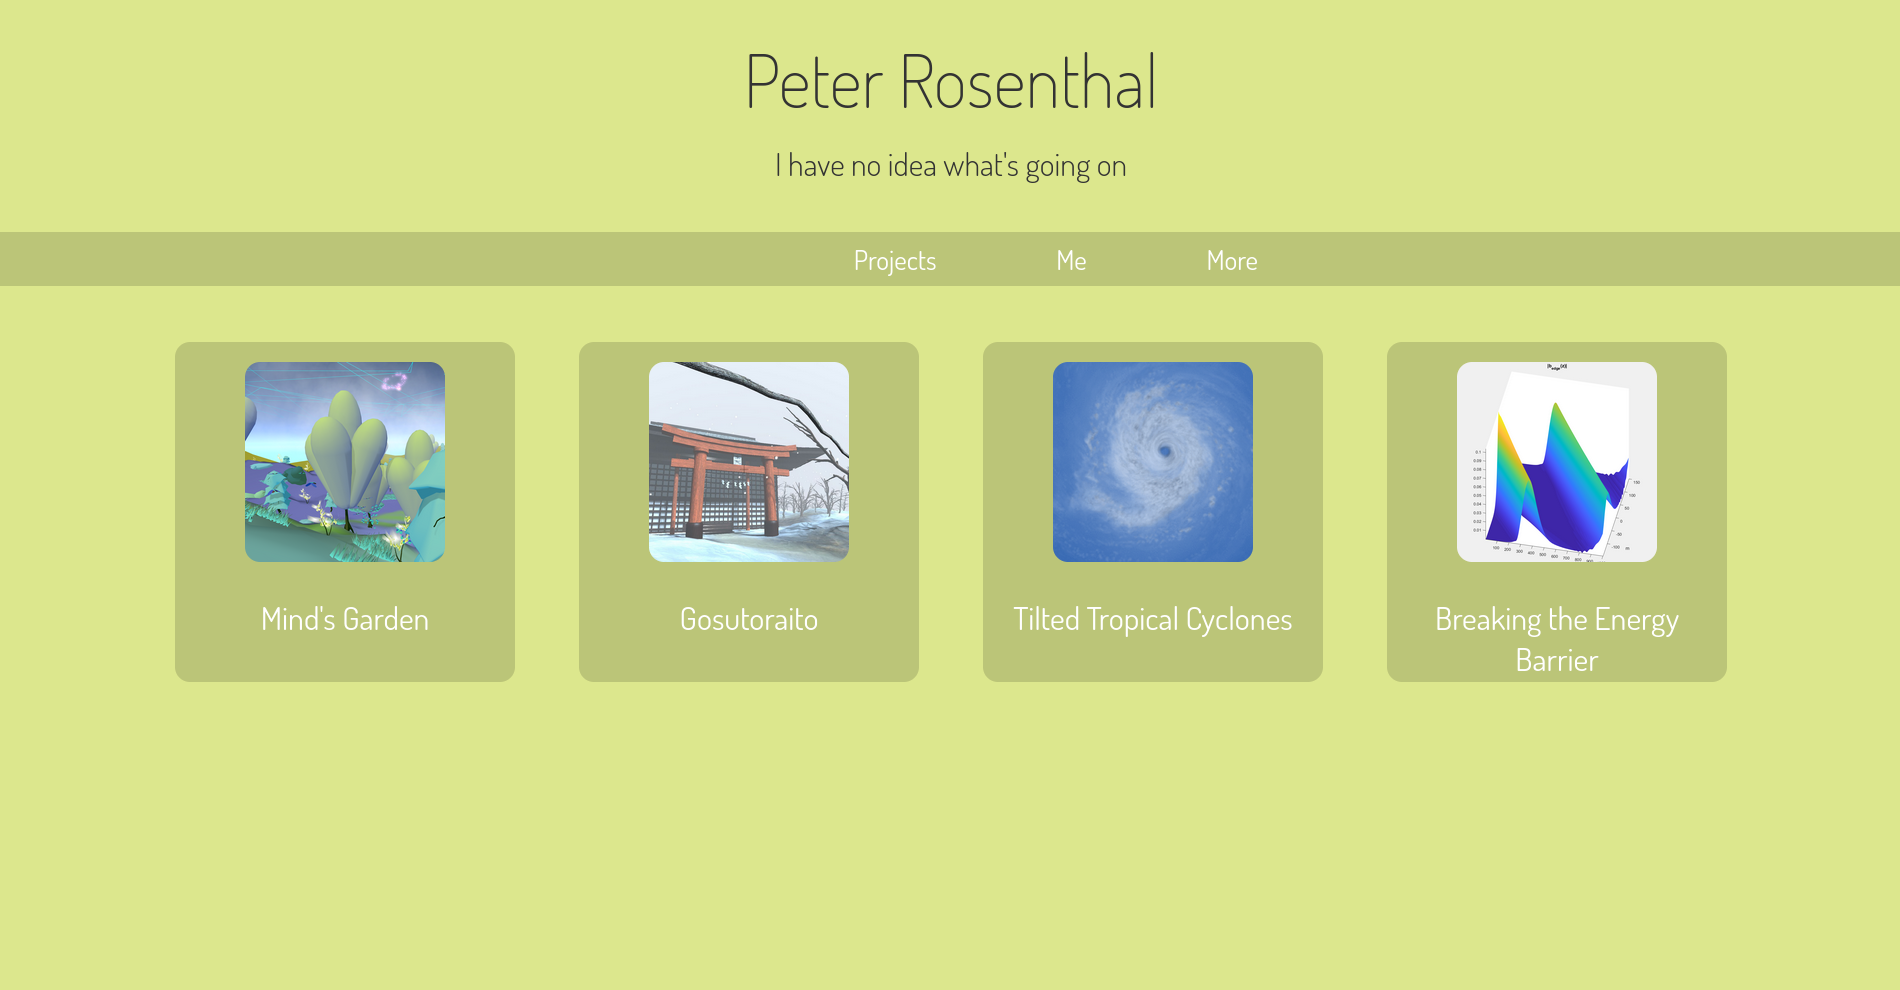 Peter Rosenthal
I have no idea what's going on
Projects Me More
Mind's Garden
Gosutoraito
Tilted Tropical Cyclones
Breaking the Energy
Barrier